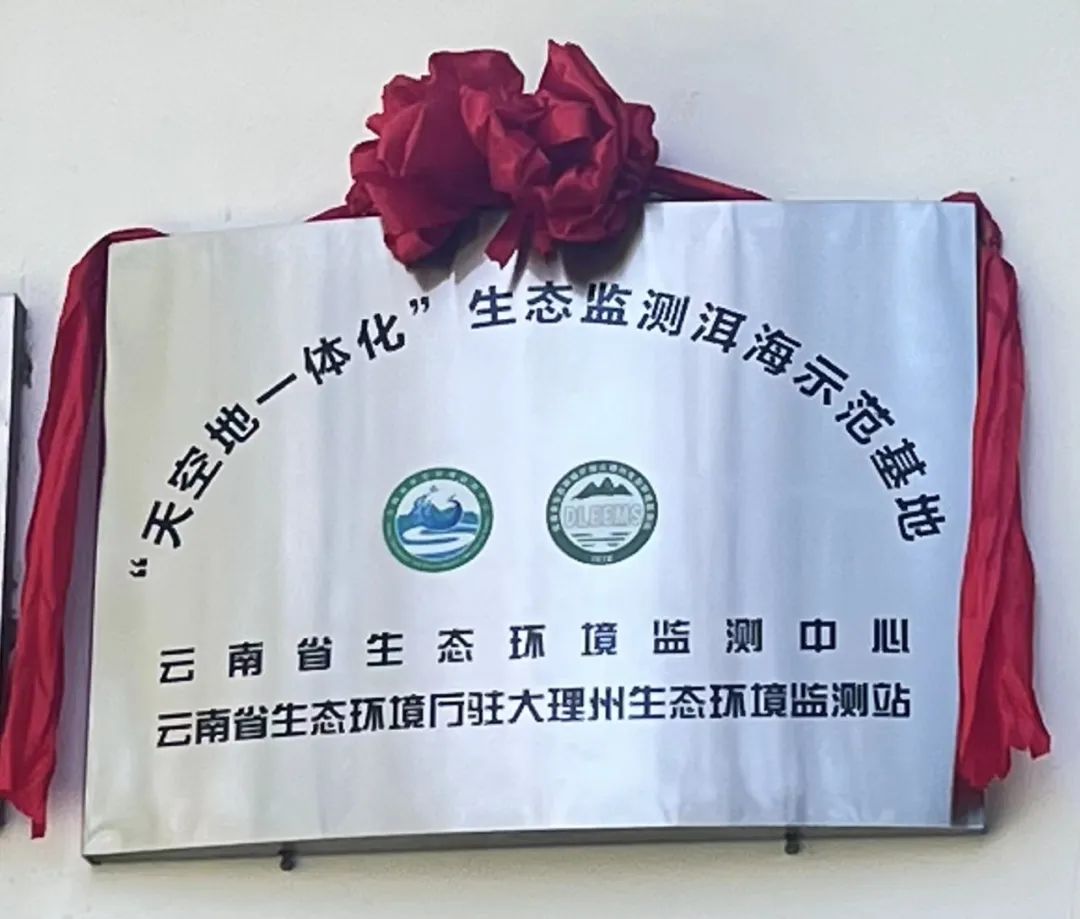 ”天空地一体化”生态监测洱海示范基地
DLEEMS
云南省生态环境监测中心
云南省生态环境厅驻大理州生态环境监测站